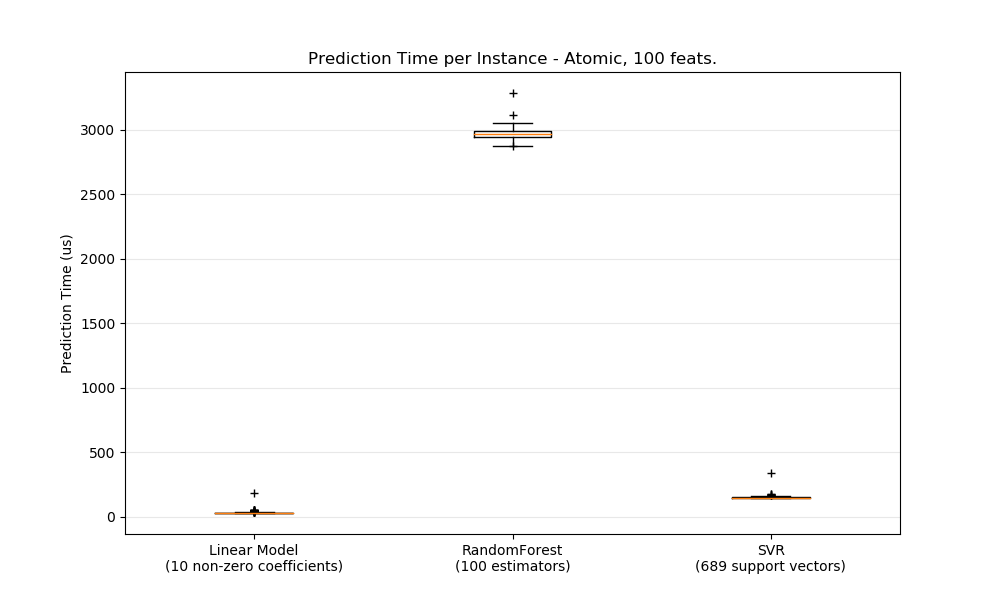 Prediction Time per Instance - Atomic, 100 feats.
Prediction Time (us)
3000
2500
2000
1500
1000
500
0
Linear Model
(10 non-zero coefficients)
RandomForest
(100 estimators)
SVR
(689 support vectors)